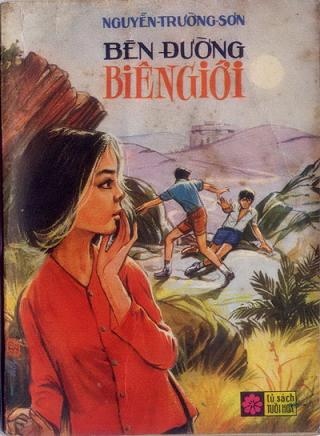 NGUYỄN-TRƯỜNG-SƠN
BÊN ĐƯỜNG
BIÊN GIỚI
tủ sách
TUỔI HOA